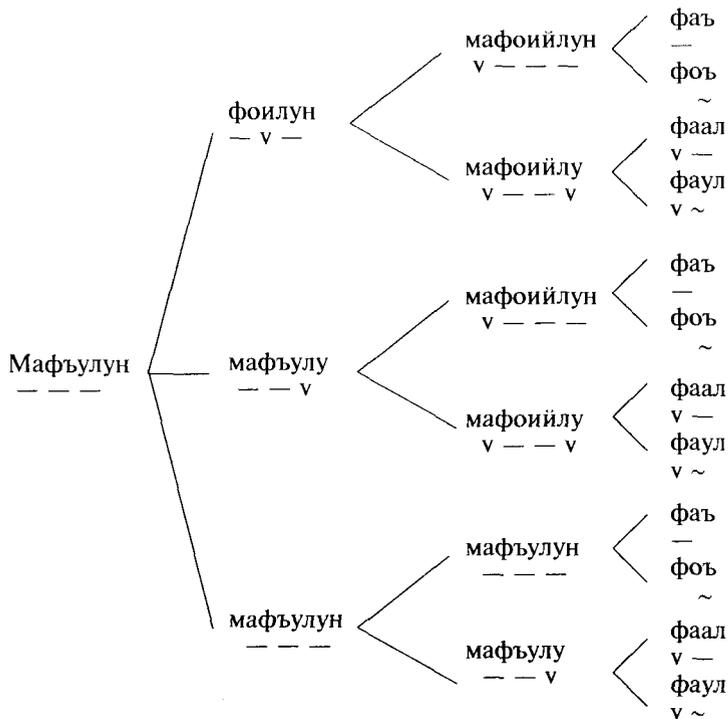 фаъ
—
мафоийлун
v — — —
фоъ
~
фоилун
— v —
фаал
v —
мафоийлу
v — — v
фаул
v ~
фаъ
—
мафоийлун
v — — —
фоъ
~
Мафъулун
— — —
мафъулу
— — v
фаал
v —
мафоийлу
v — — v
фаул
v ~
фаъ
—
мафъулун
— — —
фоъ
~
мафъулун
— — —
фаал
v —
мафъулу
— — v
фаул
v ~